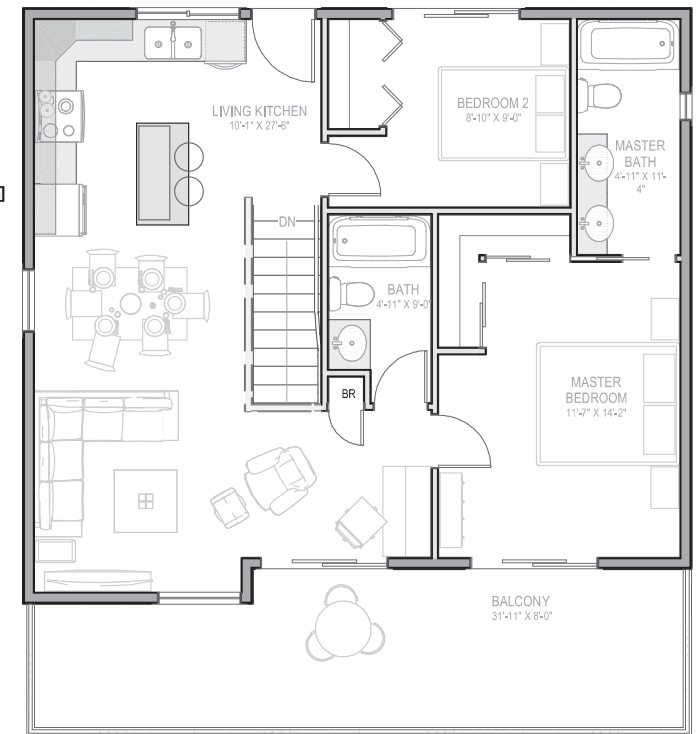 LIVING KITCHEN
10'-1" X 27'-6"
BEDROOM 2
8'-10" X 9'-0"
MASTER
BATH
4'-11" X 11'-
4"
DN
BATH
4'-11" X 9'-0"
BR
MASTER
BEDROOM
11'-7" X 14'-2"
BALCONY
31'-11" X 8'-0"